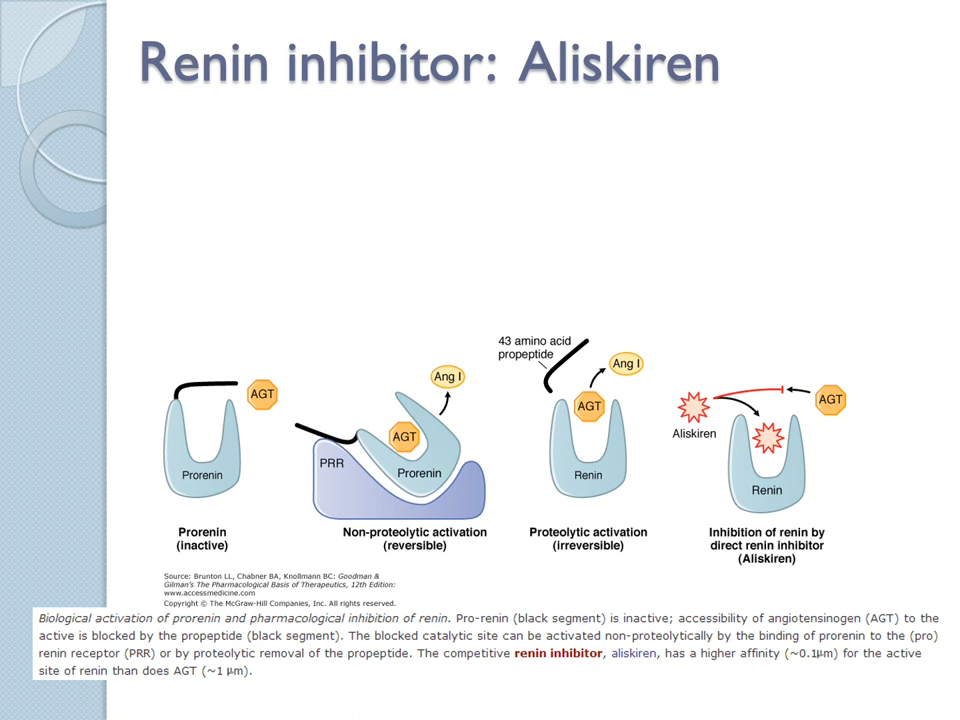 Renin inhibitor: Aliskiren
43 amino acid
propeptide
Ang I
Ang I
AGT
AGT
AGT
AGT
Aliskiren
PRR
Prorenin
Prorenin
Renin
Renin
Prorenin
(inactive)
Non-proteolytic activation
(reversible)
Proteolytic activation
(irreversible)
Inhibition of renin by
direct renin inhibitor
(Aliskiren)
Source: Brunton LL, Chabner BA, Knollmann BC: Goodman &
Gilman's The Pharmacological Basis of Therapeutics, 12th Edition:
www.accessmedicine.com
Copyright © The McGraw-Hill Companies, Inc. All rights reserved.
Biological activation of prorenin and pharmacological inhibition of renin. Pro-renin (black segment) is inactive; accessibility of angiotensinogen (AGT) to the
active is blocked by the propeptide (black segment). The blocked catalytic site can be activated non-proteolytically by the binding of prorenin to the (pro)
renin receptor (PRR) or by proteolytic removal of the propeptide. The competitive renin inhibitor, aliskiren, has a higher affinity (~0.1μm) for the active
site of renin than does AGT (~1 μm).